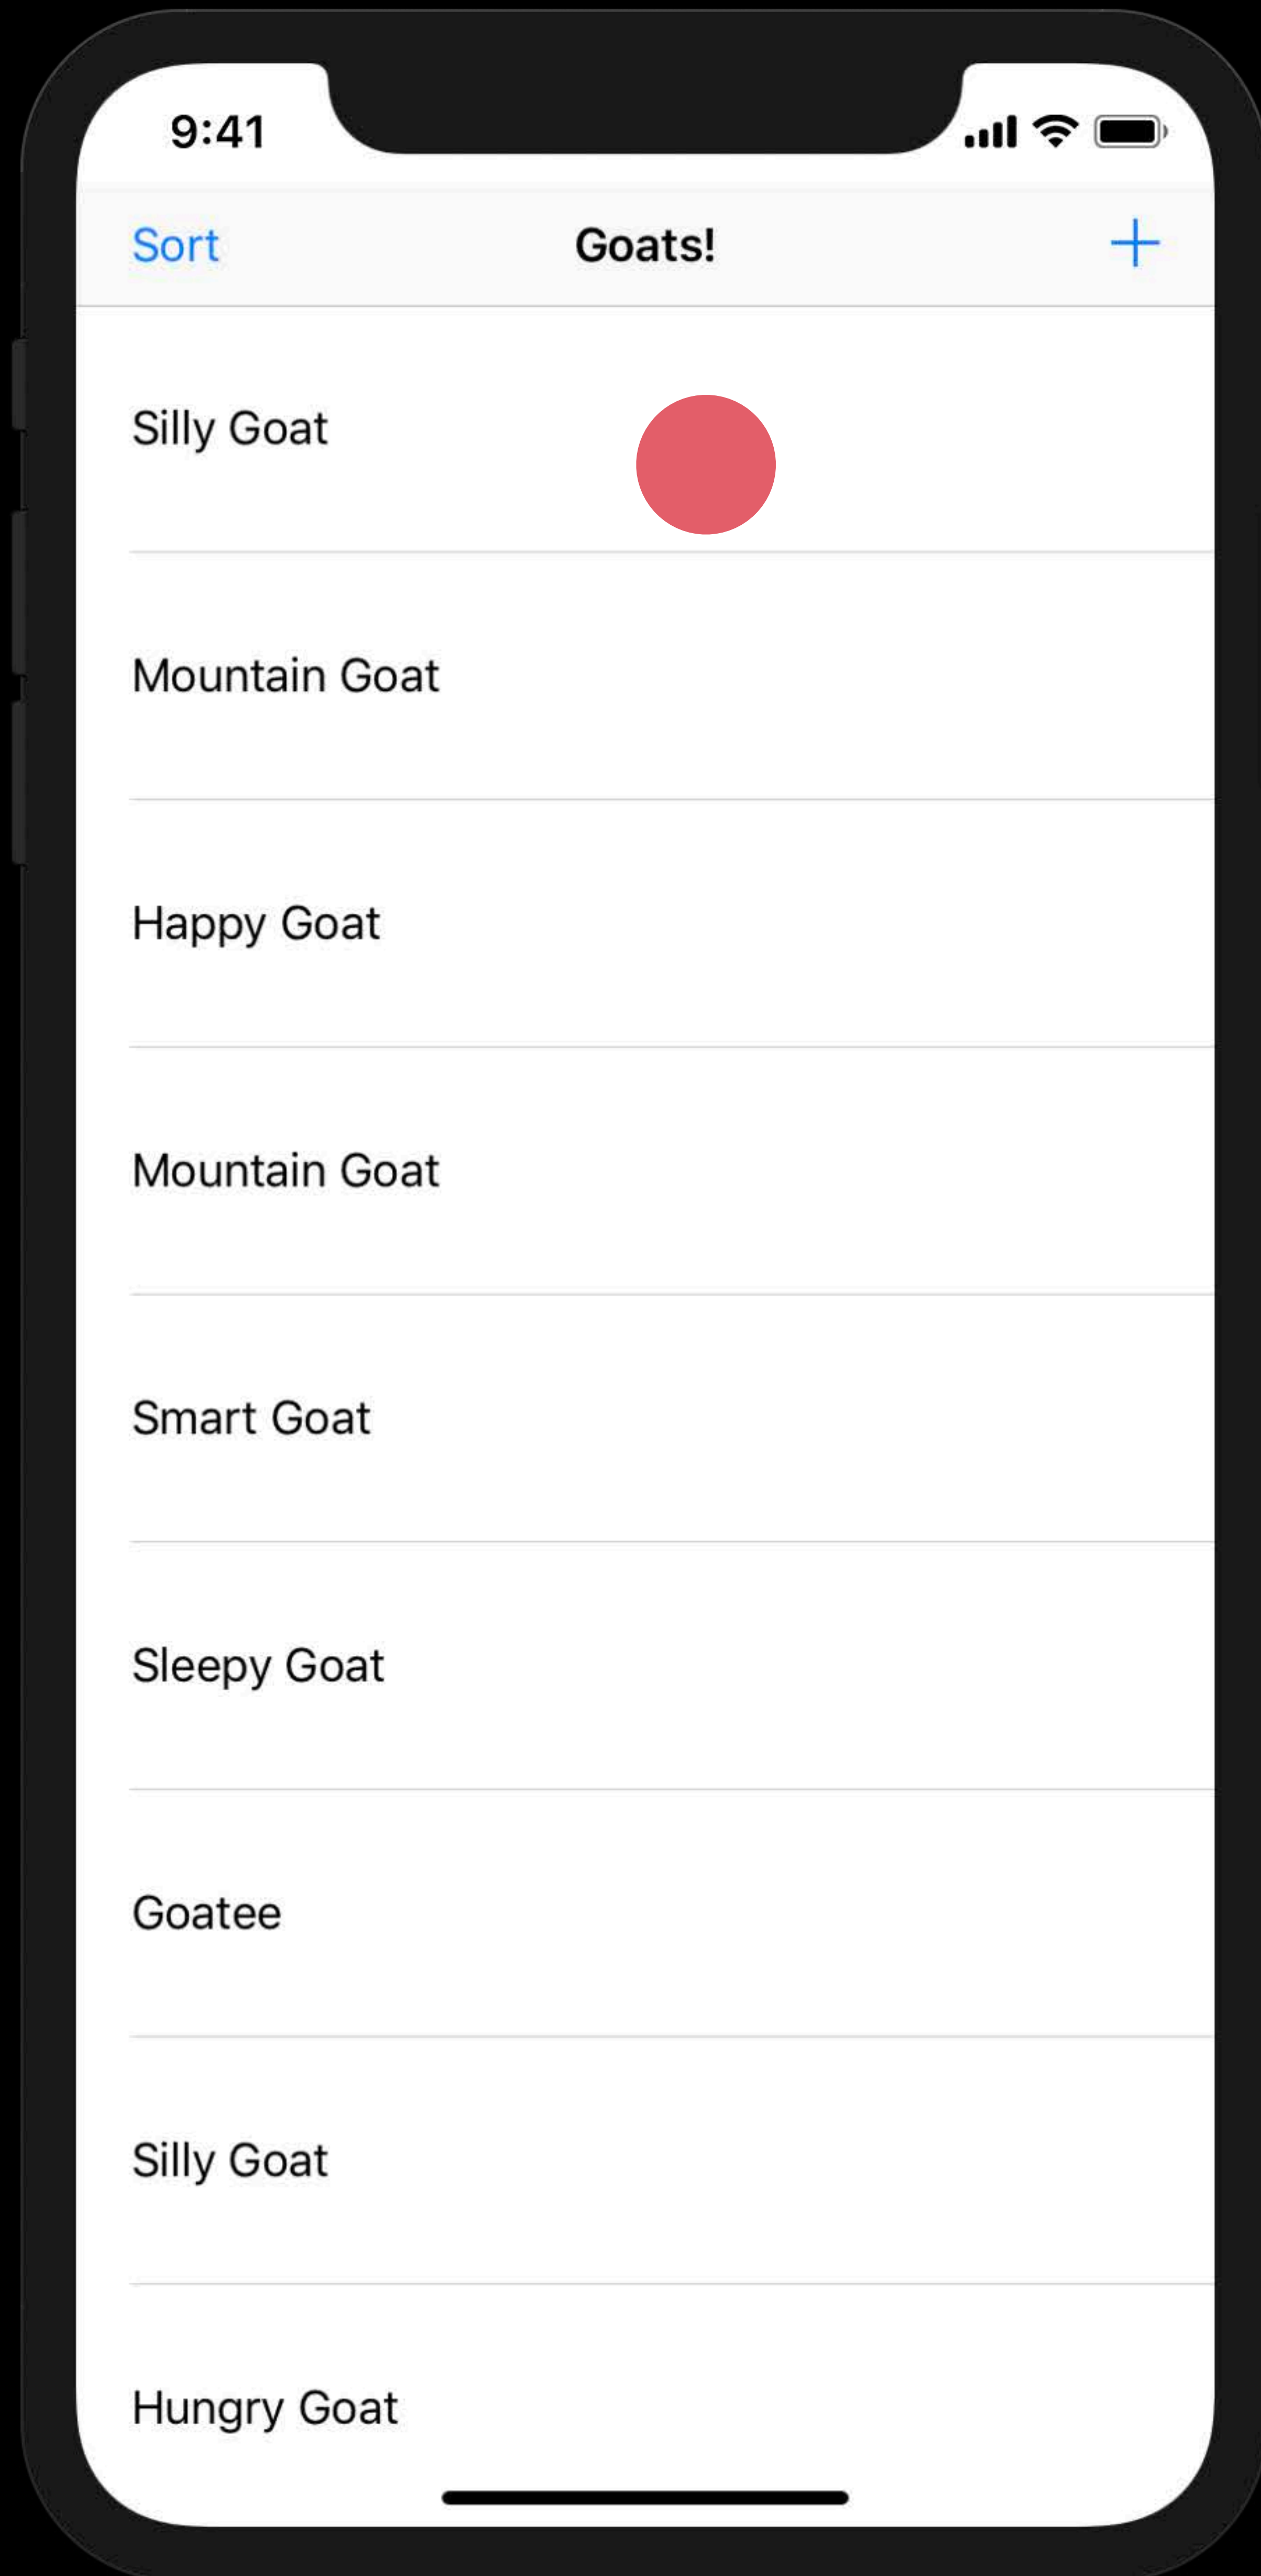 9:41
Sort Goats! +
Silly Goat
Mountain Goat
Happy Goat
Mountain Goat
Smart Goat
Sleepy Goat
Goatee
Silly Goat
Hungry Goat